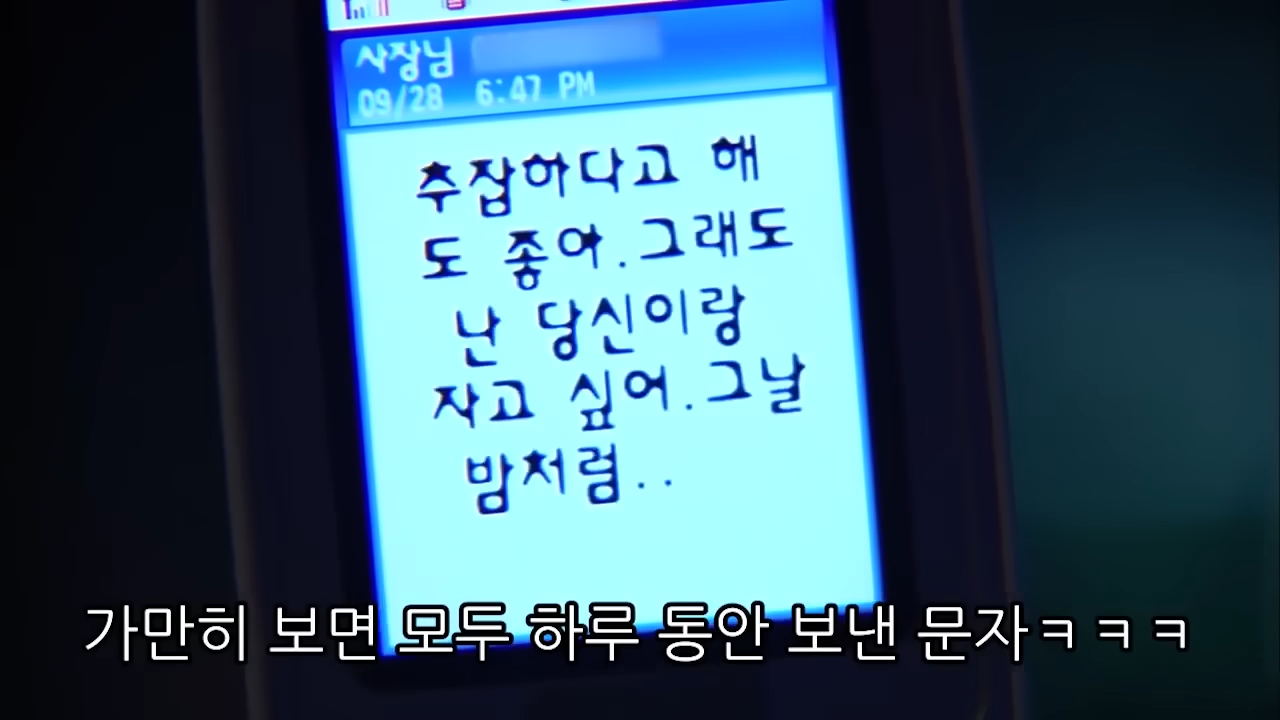 사장님
09/28 6:47 PM
추잡하다고 해
도 좋아.그래도
난 당신이랑
자고 싶어.그날
밤처럼..
가만히 보면 모두 하루 동안 보낸 문자ㅋㅋㅋ